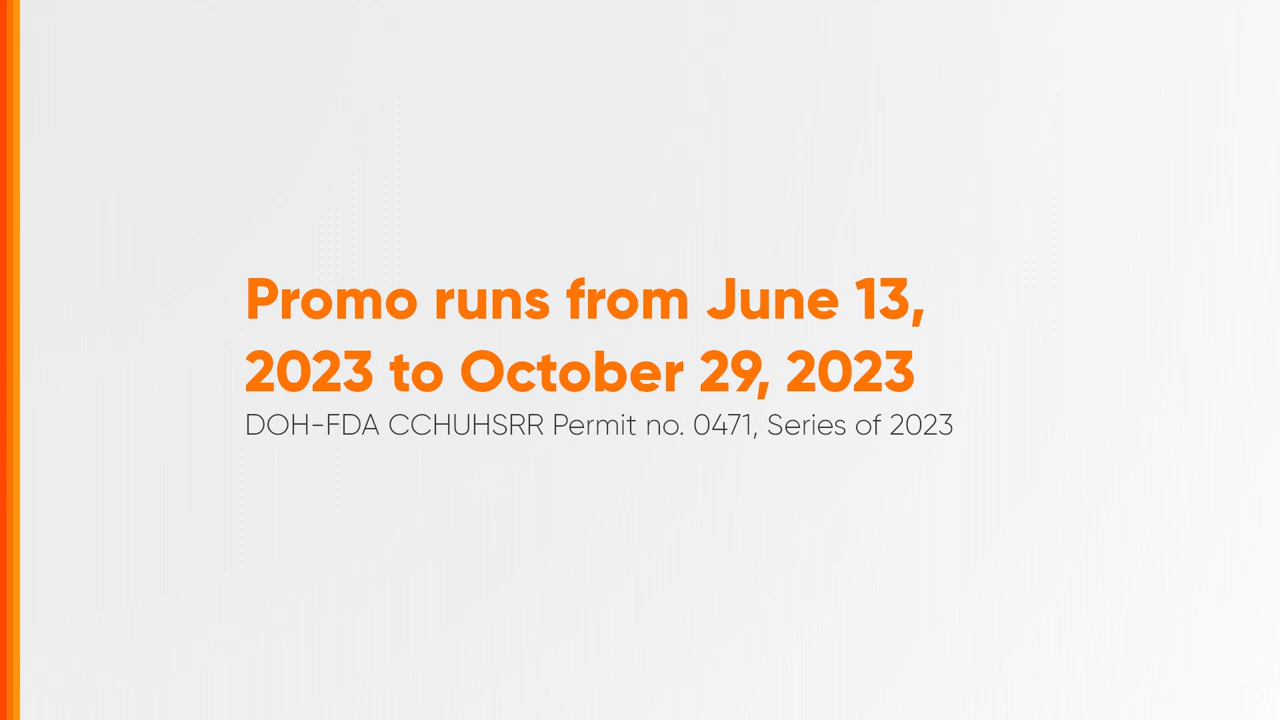 Promo runs from June 13,
2023 to October 29, 2023
DOH-FDA CCHUHSRR Permit no. 0471, Series of 2023